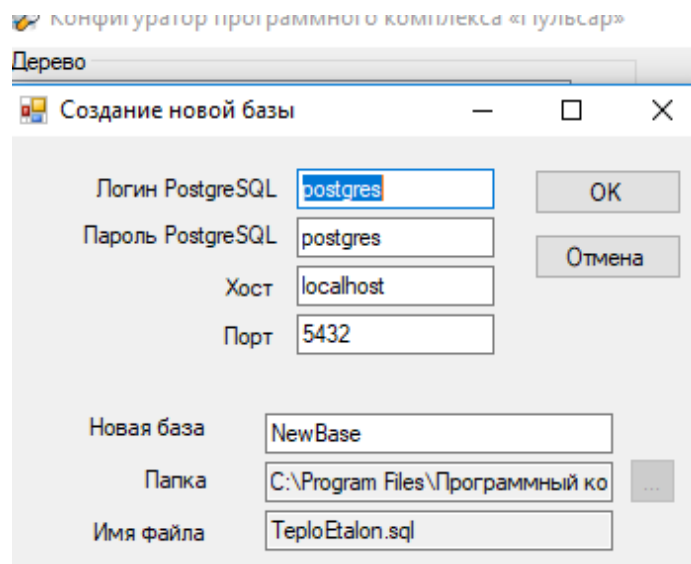 Конфигуратор программного комплекса «Пульсар»
Дерево
Создание новой базы
Логин PostgreSQL postgres OK
Пароль PostgreSQL postgres
Отмена
Хост localhost
Порт 5432
Новая база NewBase
Папка C:\Program Files\Программный ко ...
Имя файла TeploEtalon.sql